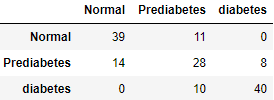 Normal Prediabetes diabetes
Normal 39 11 0
Prediabetes 14 28 8
diabetes 0 10 40